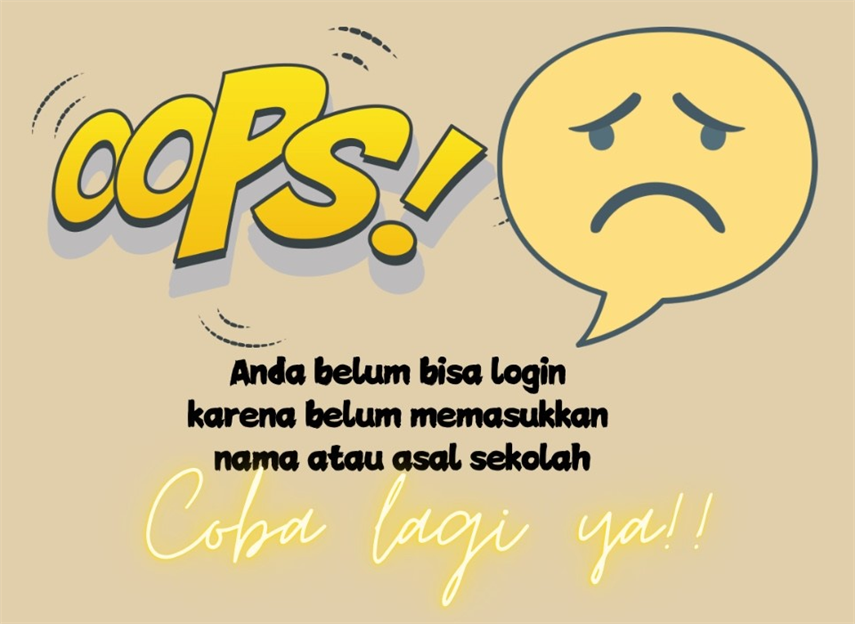 OOPS!
Anda belum bisa login
karena belum memasukkan
nama atau asal sekolah
Coba lagi ya!!